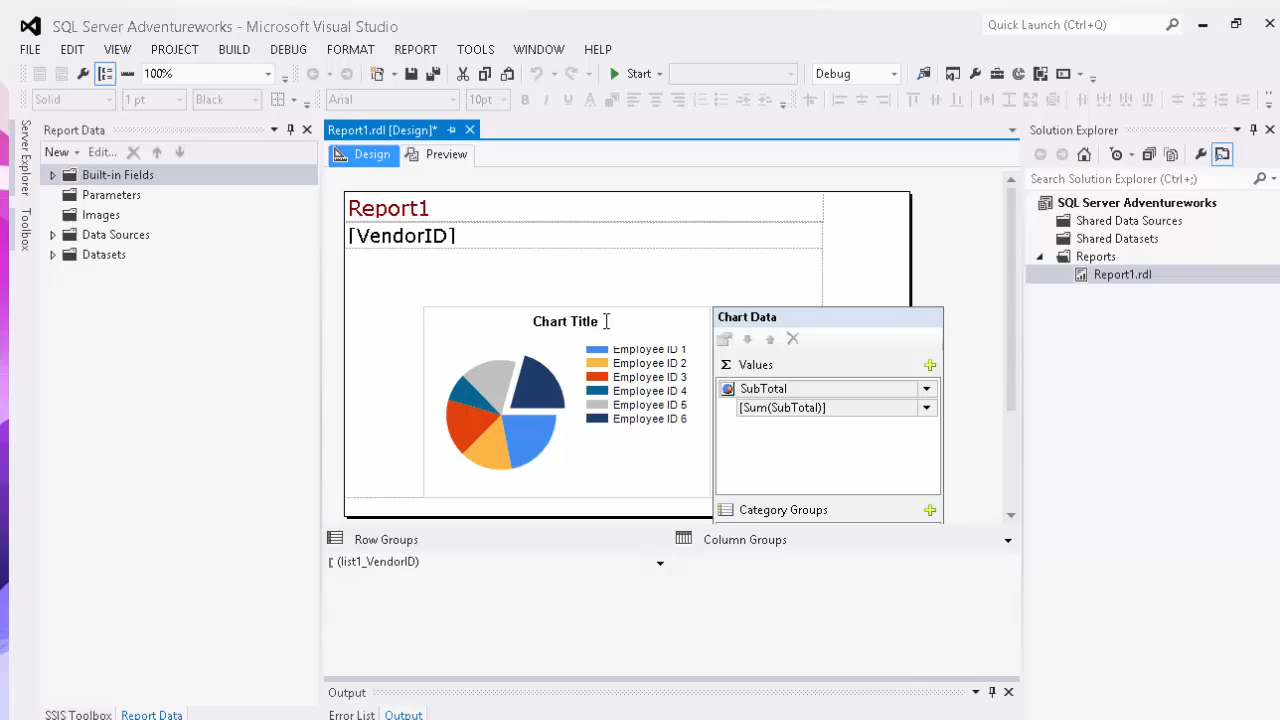 SQL Server Adventureworks - Microsoft Visual Studio
Quick Launch (Ctrl+Q)
FILE EDIT VIEW PROJECT BUILD DEBUG FORMAT REPORT TOOLS WINDOW HELP
100% Start Debug
Solid 1 pt Black Arial 10pt B I U A
Server Explorer
Toolbox
Report Data
New Edit...
Built-in Fields
Parameters
Images
Data Sources
Datasets
SSIS Toolbox Report Data
Report1.rdl [Design]*
Design Preview
Report1
[VendorID]
Chart Title
Employee ID 1
Employee ID 2
Employee ID 3
Employee ID 4
Employee ID 5
Employee ID 6
Chart Data
Σ Values
SubTotal
[Sum(SubTotal)]
Category Groups
Row Groups Column Groups
[ (list1_VendorID)
Output
Error List Output
Solution Explorer
Search Solution Explorer (Ctrl+;)
SQL Server Adventureworks
Shared Data Sources
Shared Datasets
Reports
Report1.rdl